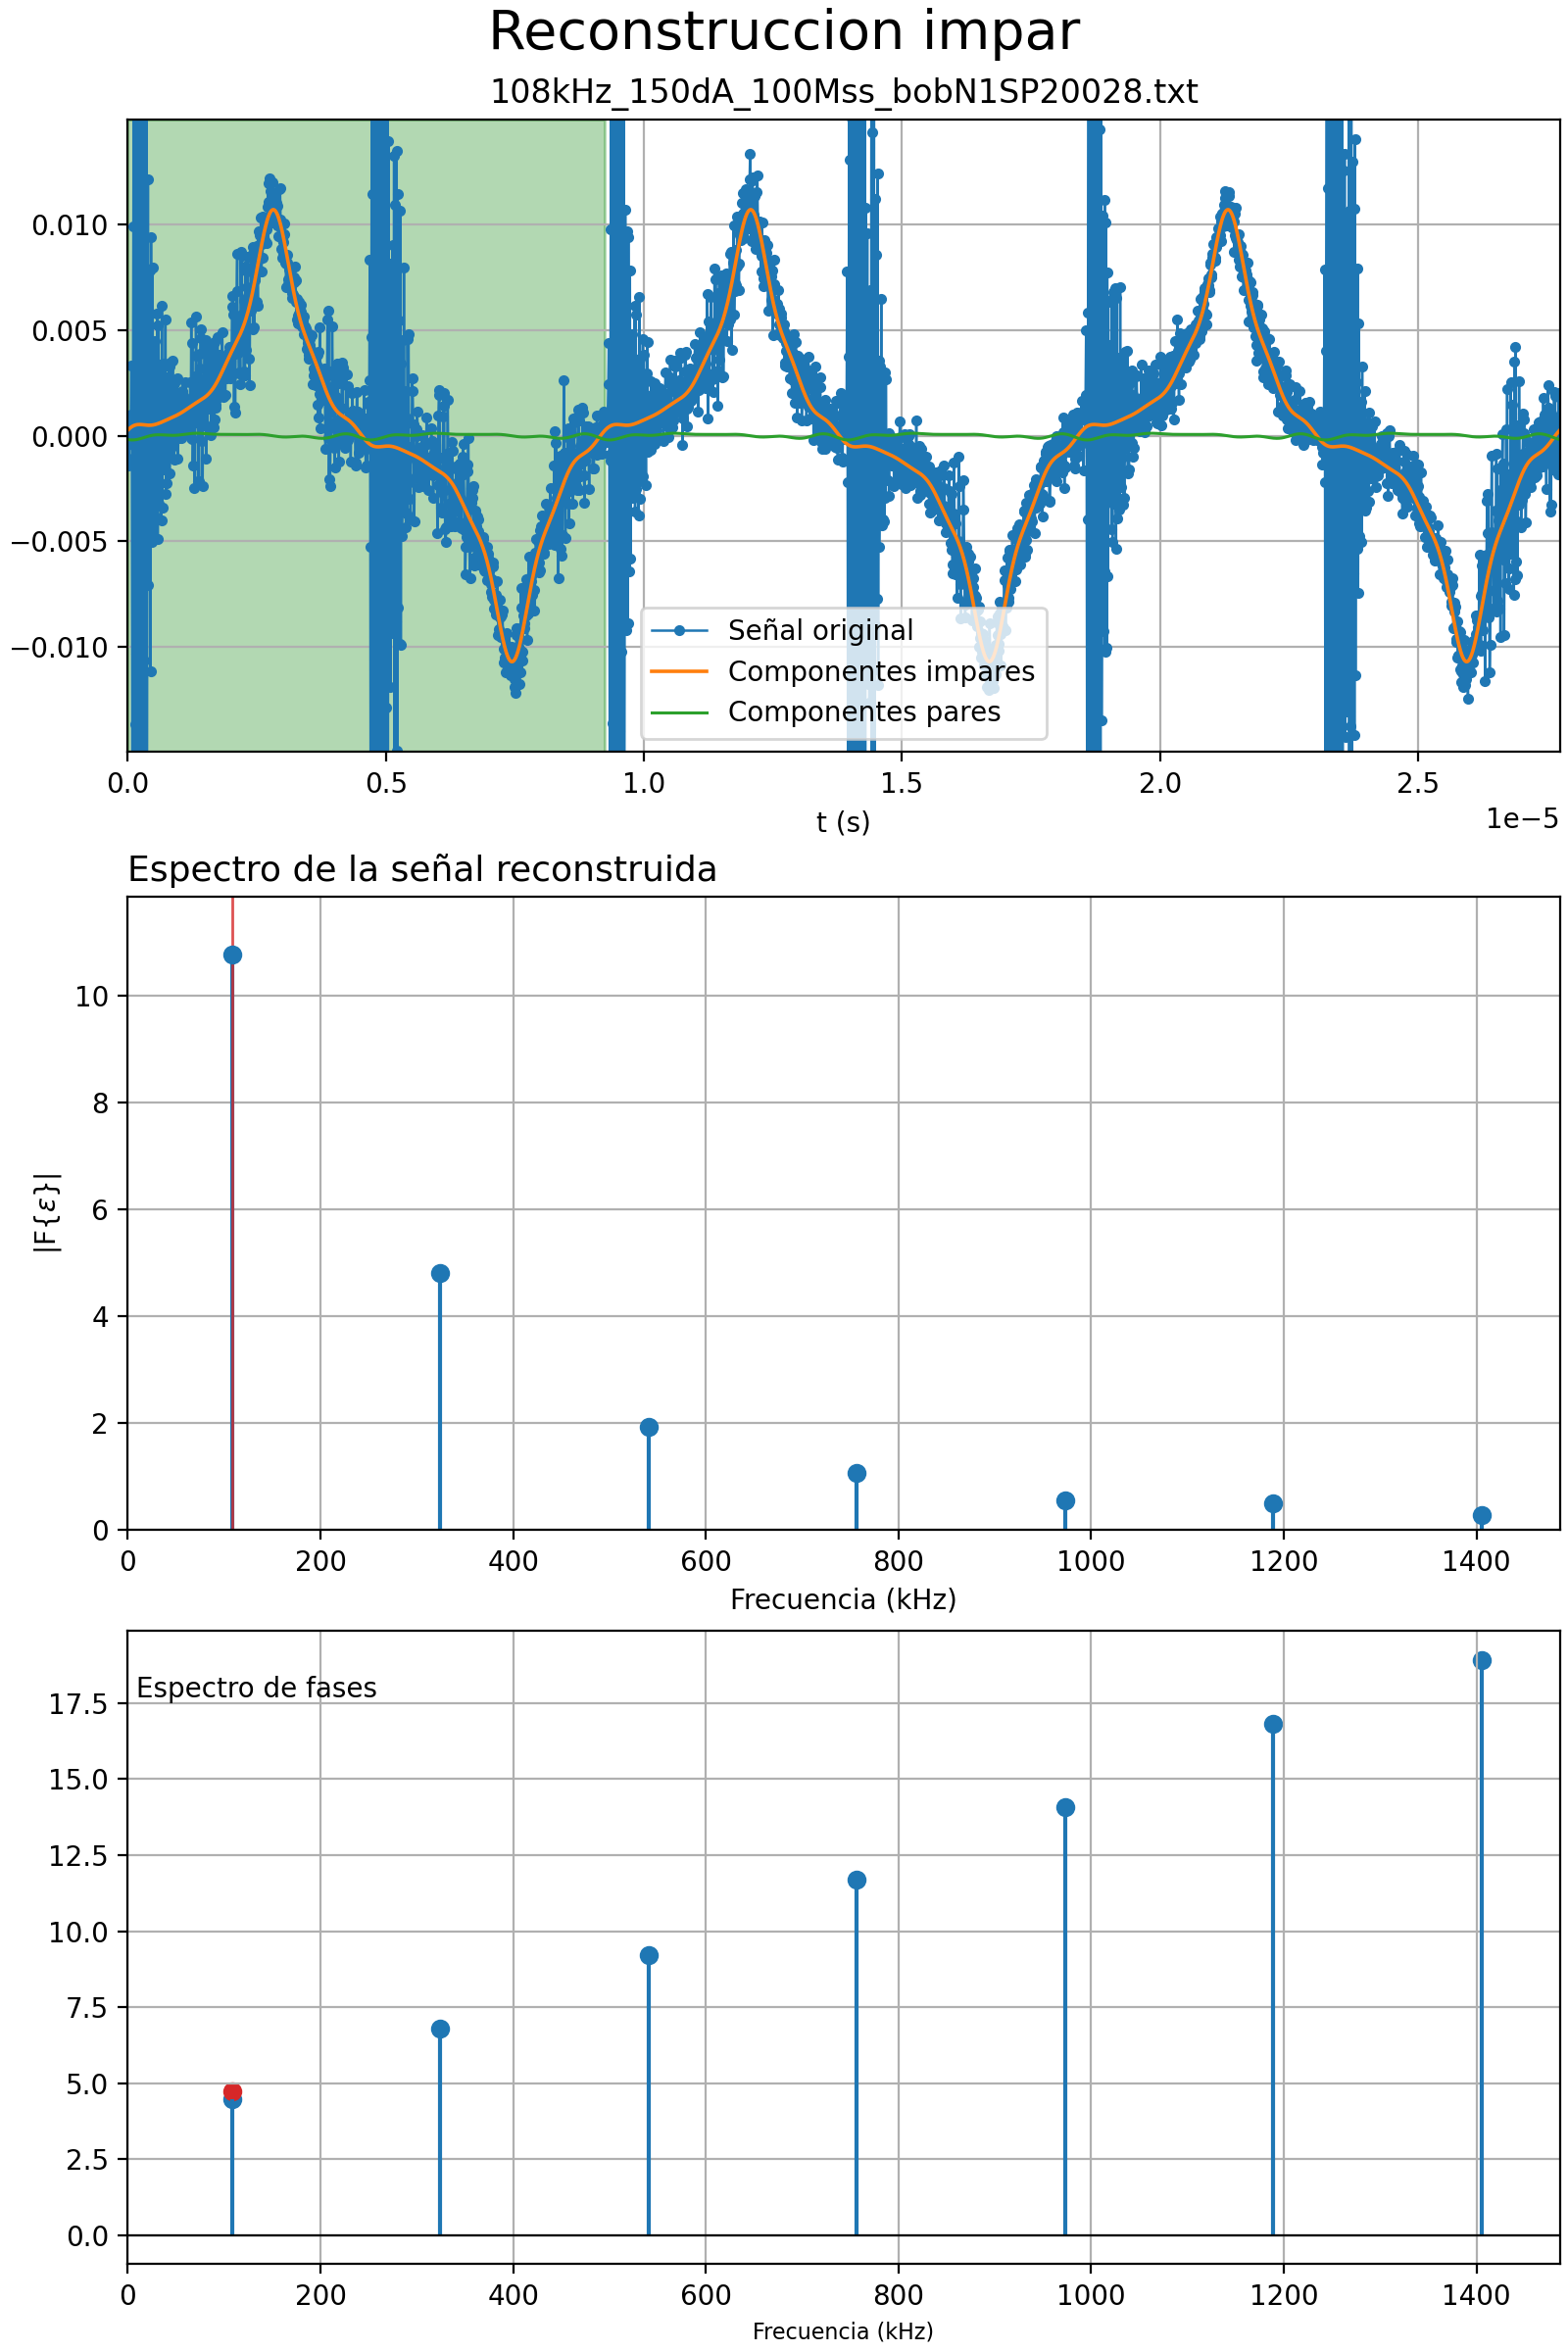 Reconstruccion impar
108kHz_150dA_100Mss_bobN1SP20028.txt
0.010
0.005
0.000
−0.005
−0.010
Señal original
Componentes impares
Componentes pares
0.0 0.5 1.0 1.5 2.0 2.5
1e−5
t (s)
Espectro de la señal reconstruida
10
8
6
4
2
0
|F{ε}|
0 200 400 600 800 1000 1200 1400
Frecuencia (kHz)
Espectro de fases
17.5
15.0
12.5
10.0
7.5
5.0
2.5
0.0
0 200 400 600 800 1000 1200 1400
Frecuencia (kHz)